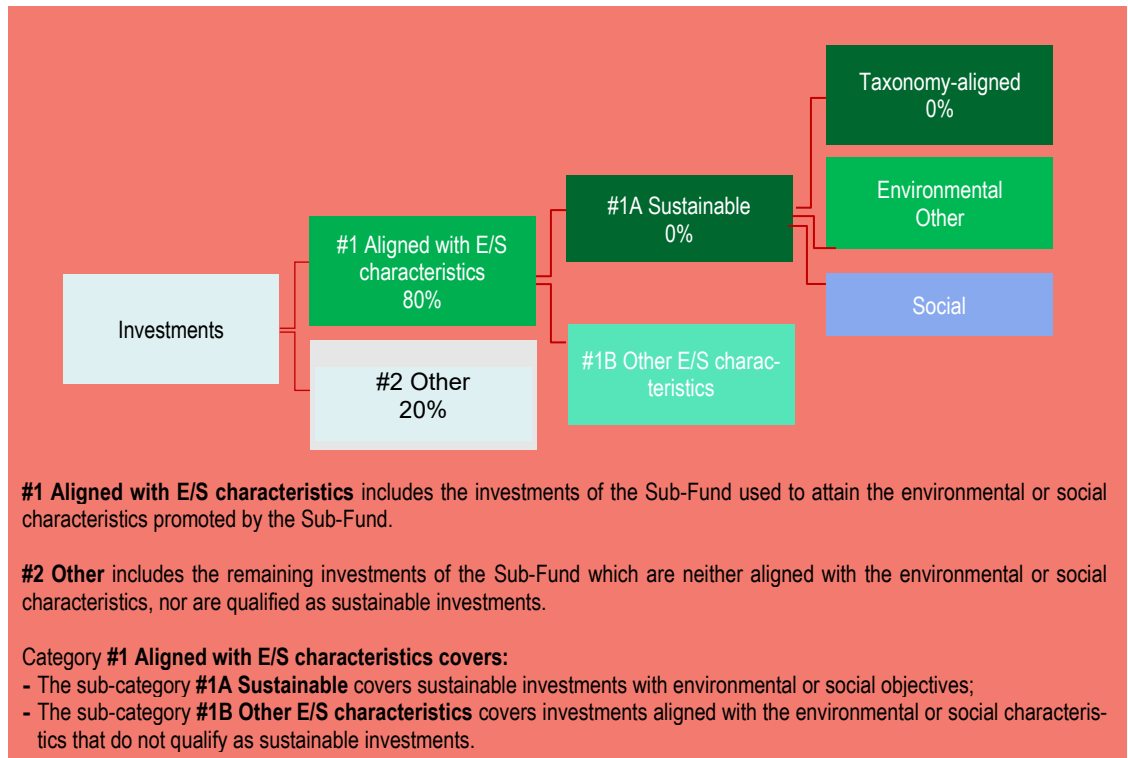 Taxonomy-aligned
0%
Environmental
Other
#1A Sustainable
0%
#1 Aligned with E/S
characteristics
80%
Social
Investments
#1B Other E/S charac-
teristics
#2 Other
20%
#1 Aligned with E/S characteristics includes the investments of the Sub-Fund used to attain the environmental or social
characteristics promoted by the Sub-Fund.
#2 Other includes the remaining investments of the Sub-Fund which are neither aligned with the environmental or social
characteristics, nor are qualified as sustainable investments.
Category #1 Aligned with E/S characteristics covers:
- The sub-category #1A Sustainable covers sustainable investments with environmental or social objectives;
- The sub-category #1B Other E/S characteristics covers investments aligned with the environmental or social characteris-
tics that do not qualify as sustainable investments.